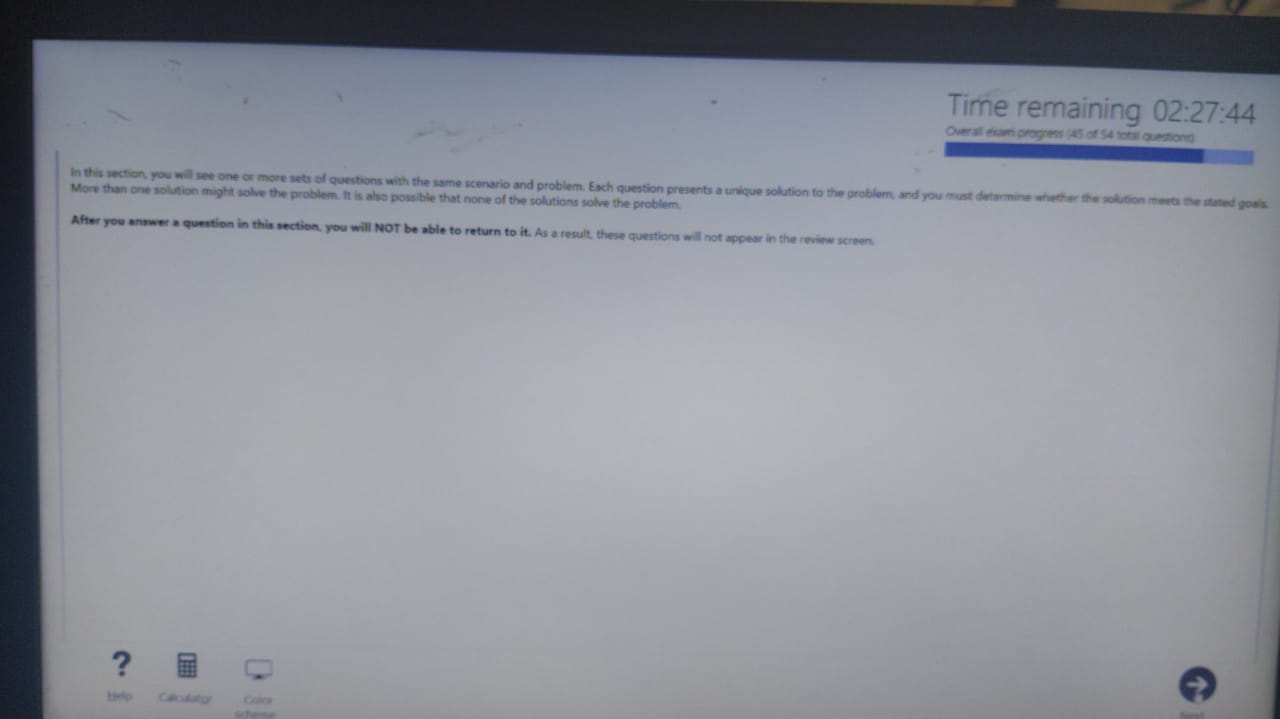 Time remaining 02:27:44
Overall exam progress (45 of 54 total questions)
In this section, you will see one or more sets of questions with the same scenario and problem. Each question presents a unique solution to the problem, and you must determine whether the solution meets the stated goals.
More than one solution might solve the problem. It is also possible that none of the solutions solve the problem.
After you answer a question in this section, you will NOT be able to return to it. As a result, these questions will not appear in the review screen.
?
Help
Calculator
Color
scheme